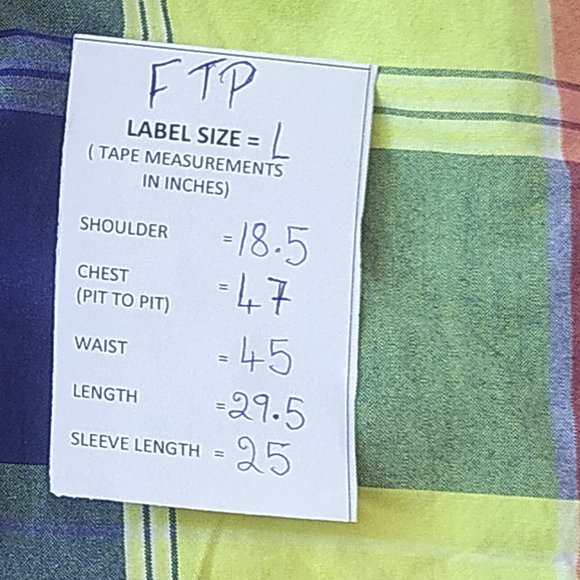 FTP
LABEL SIZE = L
( TAPE MEASUREMENTS
IN INCHES)
SHOULDER = 18.5
CHEST
(PIT TO PIT) = 47
WAIST = 45
LENGTH = 29.5
SLEEVE LENGTH = 25